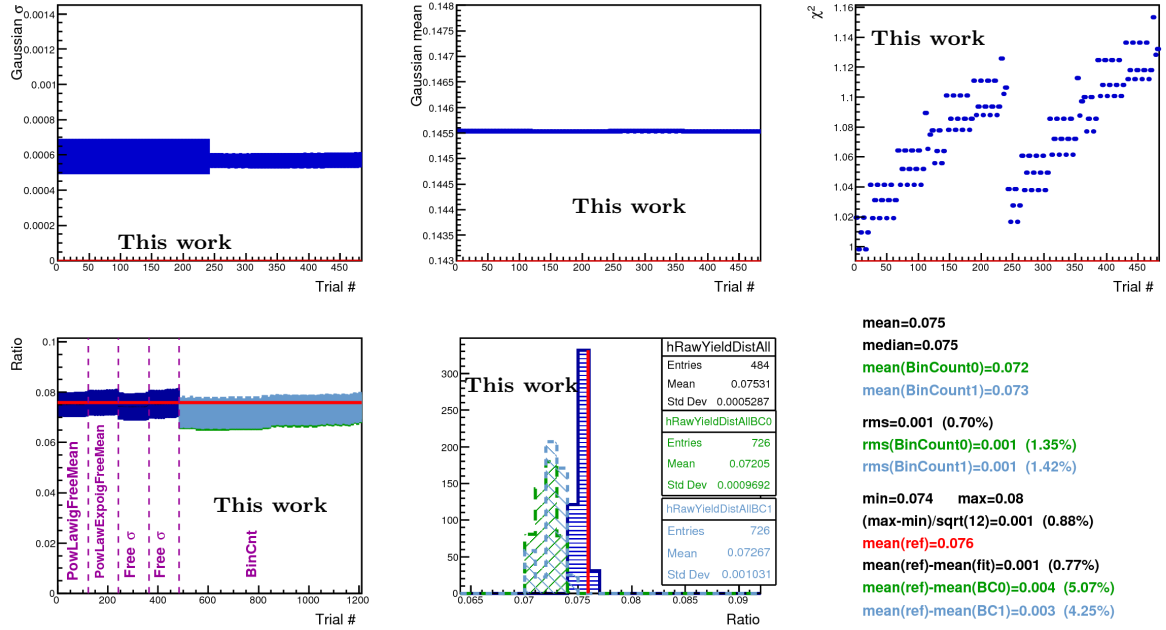 Gaussian σ
0.0014
0.0012
0.001
0.0008
0.0006
0.0004
0.0002
0
This work
0 50 100 150 200 250 300 350 400 450
Trial #
Gaussian mean
0.148
0.1475
0.147
0.1465
0.146
0.1455
0.145
0.1445
0.144
0.1435
0.143
This work
0 50 100 150 200 250 300 350 400 450
Trial #
χ²
1.16
1.14
1.12
1.1
1.08
1.06
1.04
1.02
1
This work
0 50 100 150 200 250 300 350 400 450
Trial #
Ratio
0.1
0.08
0.06
0.04
0.02
0
PowLawigFreeMean
PowLawExpoigFreeMean
Free σ
Free σ
BinCnt
This work
0 200 400 600 800 1000 1200
Trial #
300
250
200
150
100
50
0
This work
0.065 0.07 0.075 0.08 0.085 0.09
Ratio
hRawYieldDistAll
Entries 484
Mean 0.07531
Std Dev 0.0005287
hRawYieldDistAllBC0
Entries 726
Mean 0.07205
Std Dev 0.0009692
hRawYieldDistAllBC1
Entries 726
Mean 0.07267
Std Dev 0.001031
mean=0.075
median=0.075
mean(BinCount0)=0.072
mean(BinCount1)=0.073
rms=0.001 (0.70%)
rms(BinCount0)=0.001 (1.35%)
rms(BinCount1)=0.001 (1.42%)
min=0.074 max=0.08
(max-min)/sqrt(12)=0.001 (0.88%)
mean(ref)=0.076
mean(ref)-mean(fit)=0.001 (0.77%)
mean(ref)-mean(BC0)=0.004 (5.07%)
mean(ref)-mean(BC1)=0.003 (4.25%)